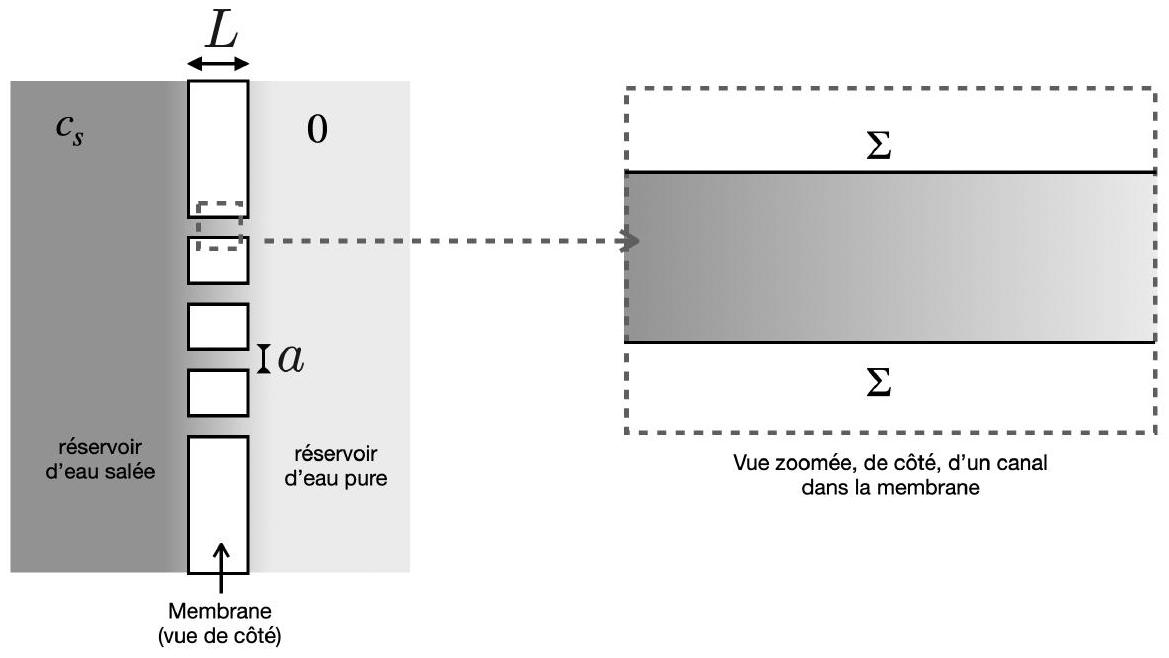 L
c_s
0
Σ
a
Σ
réservoir
d'eau salée
réservoir
d'eau pure
Vue zoomée, de côté, d'un canal
dans la membrane
Membrane
(vue de côté)